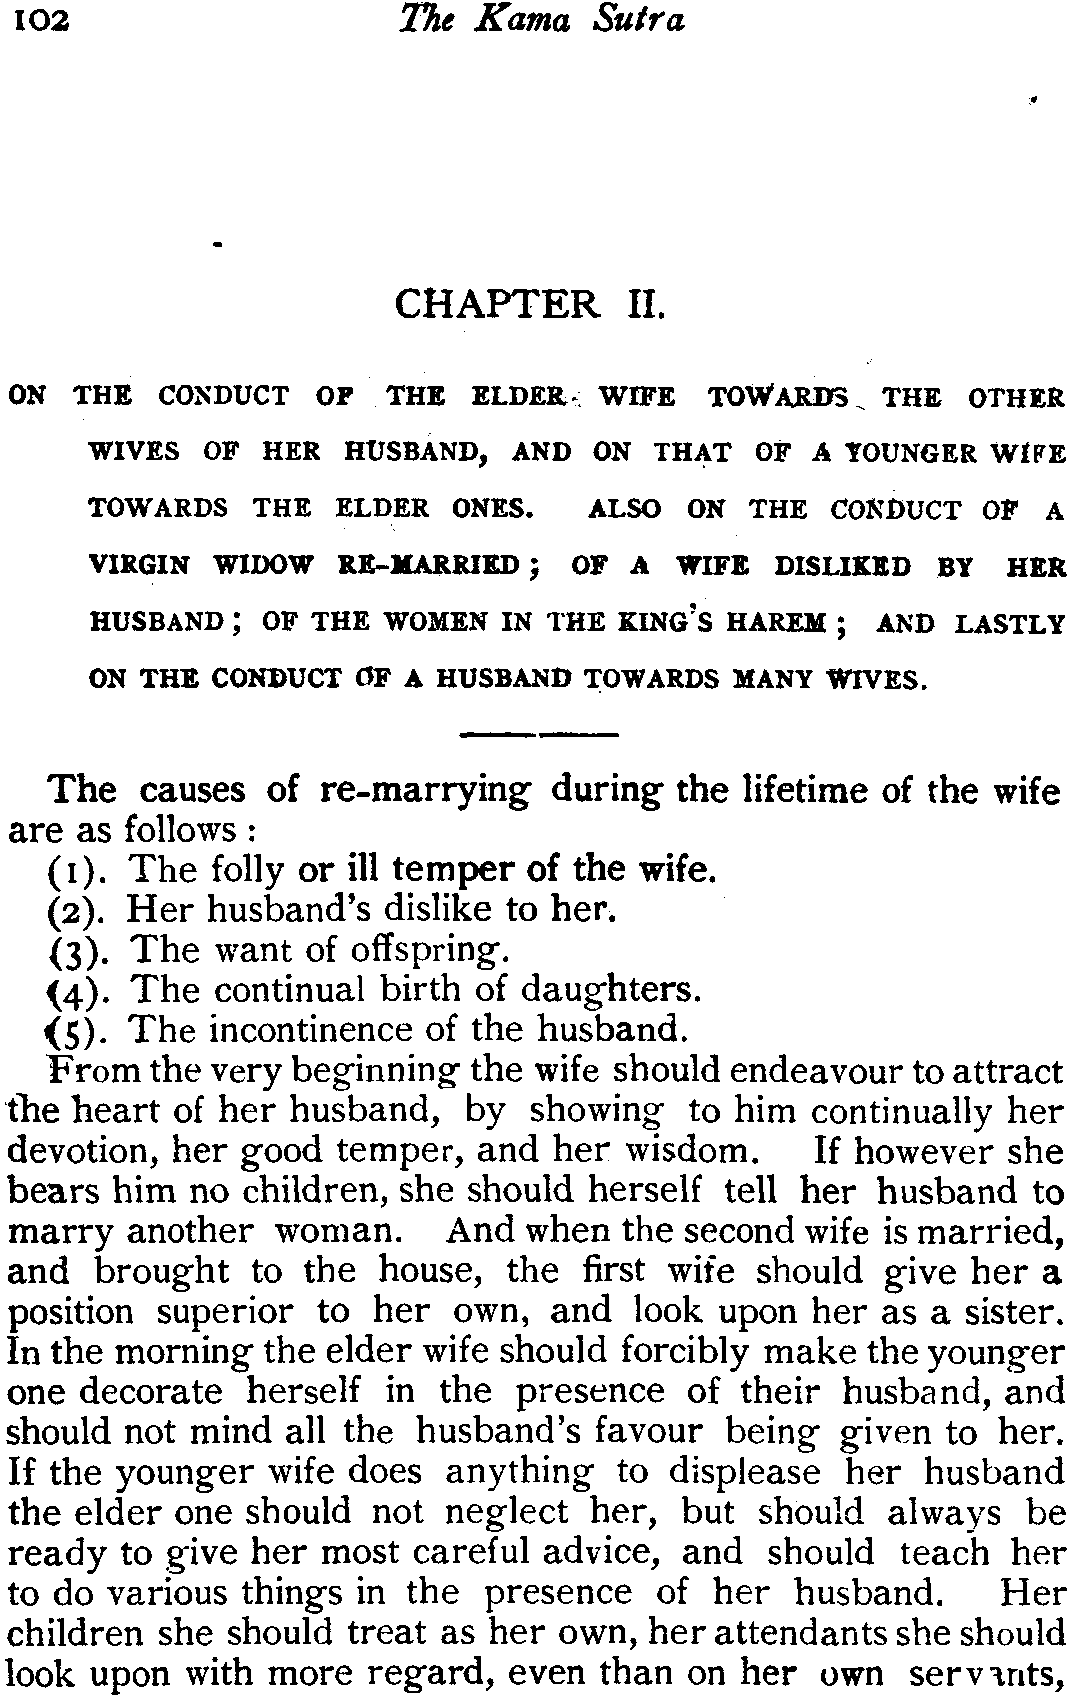 102 The Kama Sutra
CHAPTER II.
ON THE CONDUCT OF THE ELDER WIFE TOWARDS THE OTHER
WIVES OF HER HUSBAND, AND ON THAT OF A YOUNGER WIFE
TOWARDS THE ELDER ONES. ALSO ON THE CONDUCT OF A
VIRGIN WIDOW RE-MARRIED; OF A WIFE DISLIKED BY HER
HUSBAND; OF THE WOMEN IN THE KING'S HAREM; AND LASTLY
ON THE CONDUCT OF A HUSBAND TOWARDS MANY WIVES.
The causes of re-marrying during the lifetime of the wife
are as follows:
(1). The folly or ill temper of the wife.
(2). Her husband's dislike to her.
(3). The want of offspring.
(4). The continual birth of daughters.
(5). The incontinence of the husband.
From the very beginning the wife should endeavour to attract
the heart of her husband, by showing to him continually her
devotion, her good temper, and her wisdom. If however she
bears him no children, she should herself tell her husband to
marry another woman. And when the second wife is married,
and brought to the house, the first wife should give her a
position superior to her own, and look upon her as a sister.
In the morning the elder wife should forcibly make the younger
one decorate herself in the presence of their husband, and
should not mind all the husband's favour being given to her.
If the younger wife does anything to displease her husband
the elder one should not neglect her, but should always be
ready to give her most careful advice, and should teach her
to do various things in the presence of her husband. Her
children she should treat as her own, her attendants she should
look upon with more regard, even than on her own servants,